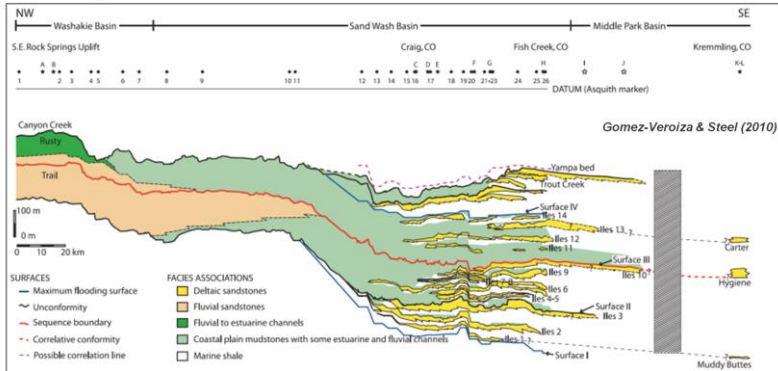 NW SE
Washakie Basin Sand Wash Basin Middle Park Basin
S.E. Rock Springs Uplift Craig, CO Fish Creek, CO Kremmling, CO
A B C D E F G H I J K-L
1 2 4 5 6 7 8 9 10 11 12 13 14 15 16 17 18 19 20 21 23 24 25 26
DATUM (Asquith marker)
Gomez-Veroiza & Steel (2010)
Canyon Creek
Rusty
Trail
Yampa bed
Trout Creek
Surface IV
Iles 14
Iles 13
Iles 12
Iles 11
Surface III
Iles 10
Iles 9
Iles 6
Iles 4-5
Surface II
Iles 3
Iles 2
Iles 1
Surface I
Carter
Hygiene
Muddy Buttes
100 m
0 m
0 10 20 km
SURFACES
Maximum flooding surface
Unconformity
Sequence boundary
Correlative conformity
Possible correlation line
FACIES ASSOCIATIONS
Deltaic sandstones
Fluvial sandstones
Fluvial to estuarine channels
Coastal plain mudstones with some estuarine and fluvial channels
Marine shale